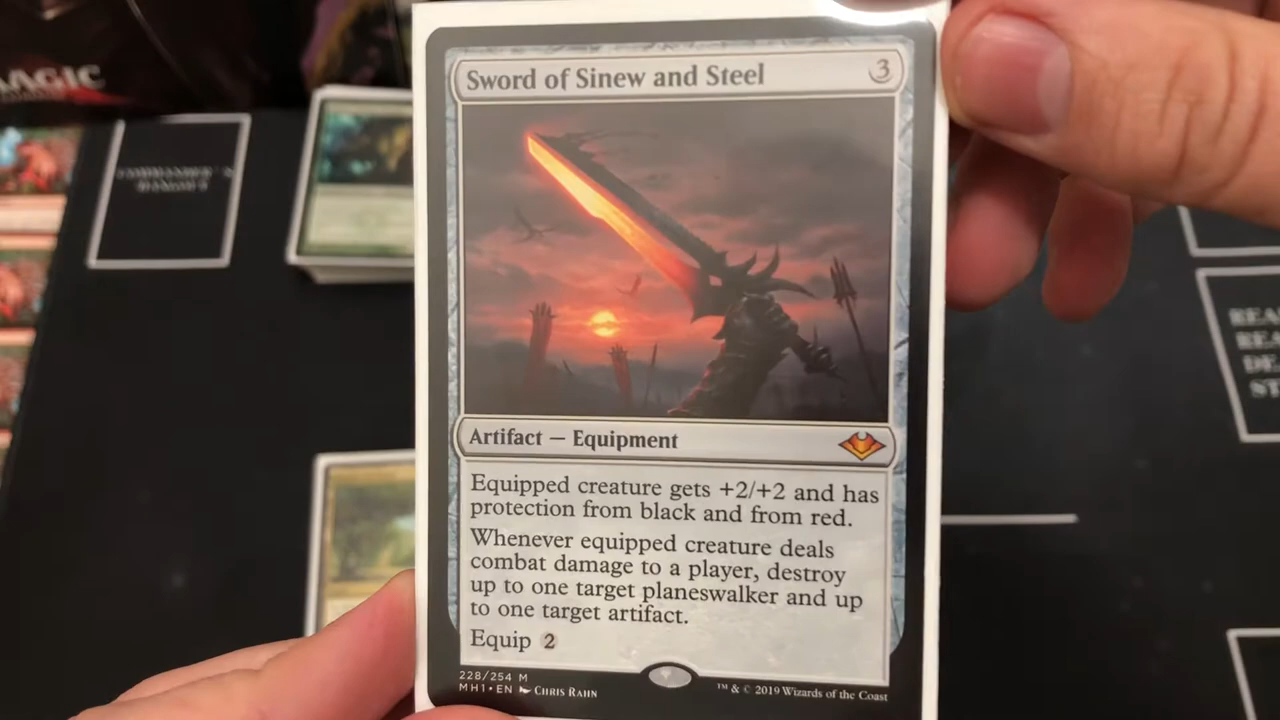 MAGIC
COMMANDER'S
Sword of Sinew and Steel 3
Artifact — Equipment
Equipped creature gets +2/+2 and has
protection from black and from red.
Whenever equipped creature deals
combat damage to a player, destroy
up to one target planeswalker and up
to one target artifact.
Equip 2
228/254 M
MH1 • EN Chris Rahn
™ & © 2019 Wizards of the Coast